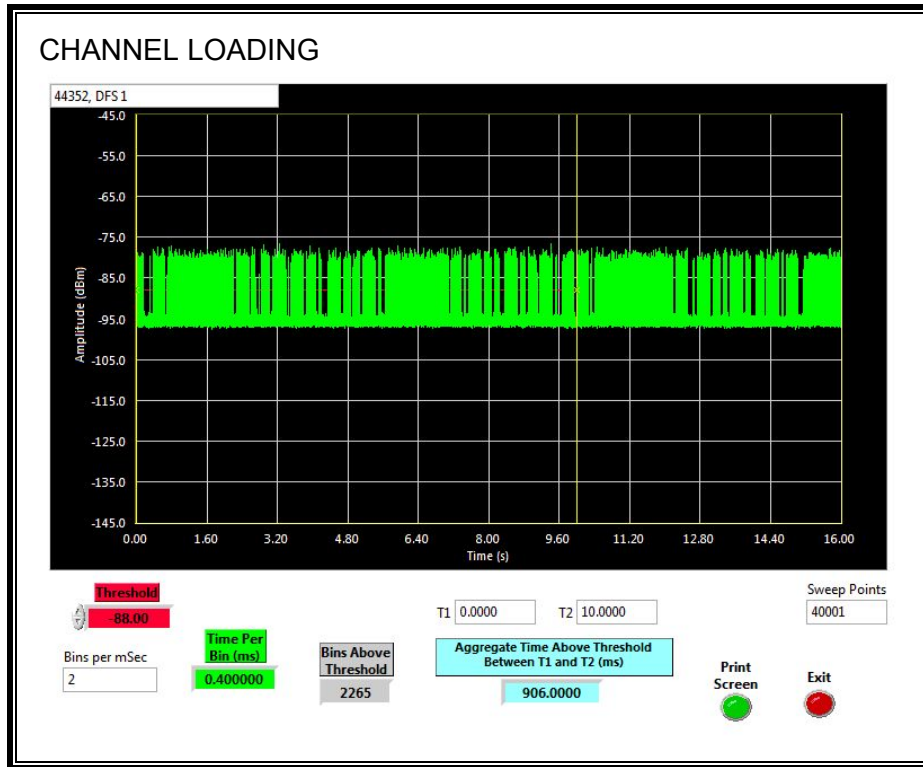 CHANNEL LOADING
44352, DFS 1
-45.0
-55.0
-65.0
-75.0
-85.0
-95.0
-105.0
-115.0
-125.0
-135.0
-145.0
Amplitude (dBm)
0.00 1.60 3.20 4.80 6.40 8.00 9.60 11.20 12.80 14.40 16.00
Time (s)
Threshold
-88.00
Bins per mSec
2
Time Per
Bin (ms)
0.400000
Bins Above
Threshold
2265
T1 0.0000 T2 10.0000
Aggregate Time Above Threshold
Between T1 and T2 (ms)
906.0000
Sweep Points
40001
Print
Screen
Exit